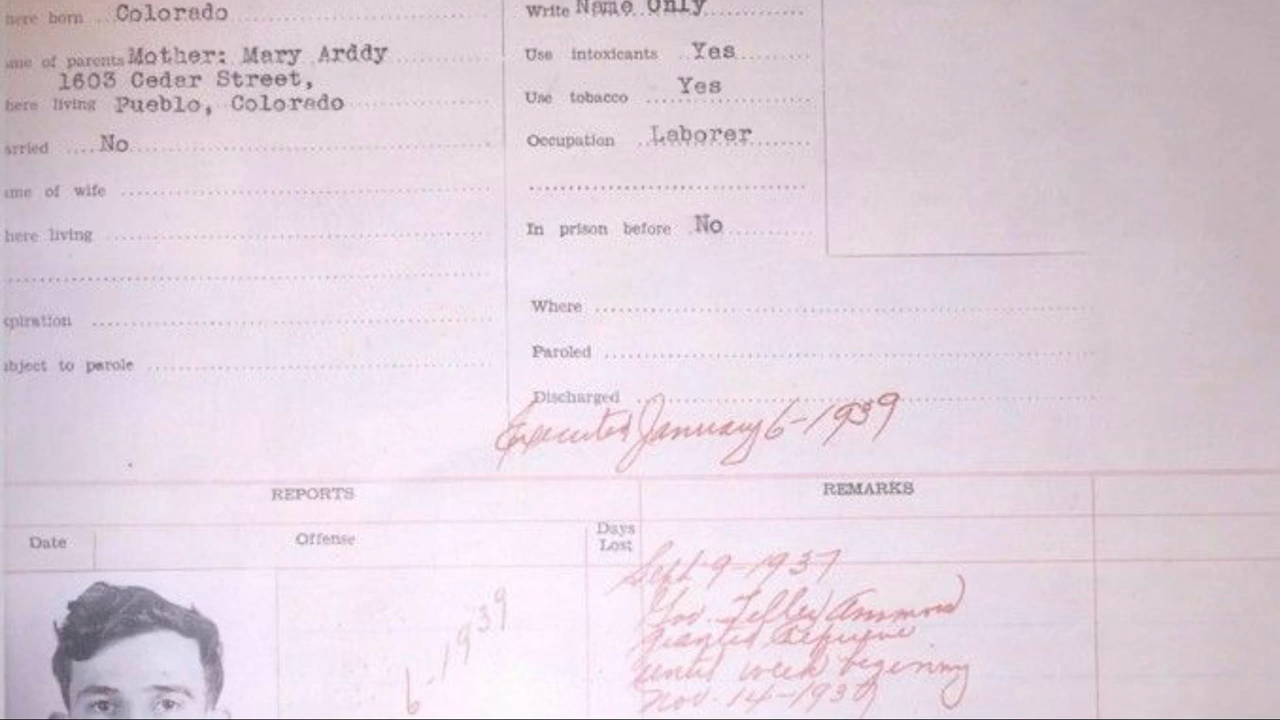 here born Colorado
ame of parents Mother: Mary Arddy
1603 Cedar Street,
here living Pueblo, Colorado
arried No
ame of wife
here living
xpiration
bject to parole
Write Name Only
Use intoxicants Yes
Use tobacco Yes
Occupation Laborer
In prison before No
Where
Paroled
Discharged
Executed January 6-1939
REPORTS
REMARKS
Date
Offense
Days
Lost
6-1939
Sept-9-1937
Gov. Teller Ammond
granted Reprieve
until week beginning
Nov. 14-1937